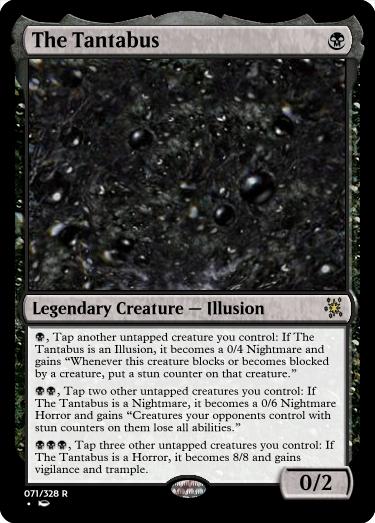 The Tantabus
Legendary Creature — Illusion
, Tap another untapped creature you control: If The
Tantabus is an Illusion, it becomes a 0/4 Nightmare and
gains “Whenever this creature blocks or becomes blocked
by a creature, put a stun counter on that creature.”
, Tap two other untapped creatures you control: If
The Tantabus is a Nightmare, it becomes a 0/6 Nightmare
Horror and gains “Creatures your opponents control with
stun counters on them lose all abilities.”
, Tap three other untapped creatures you control: If
The Tantabus is a Horror, it becomes 8/8 and gains
vigilance and trample.
0/2
071/328 R